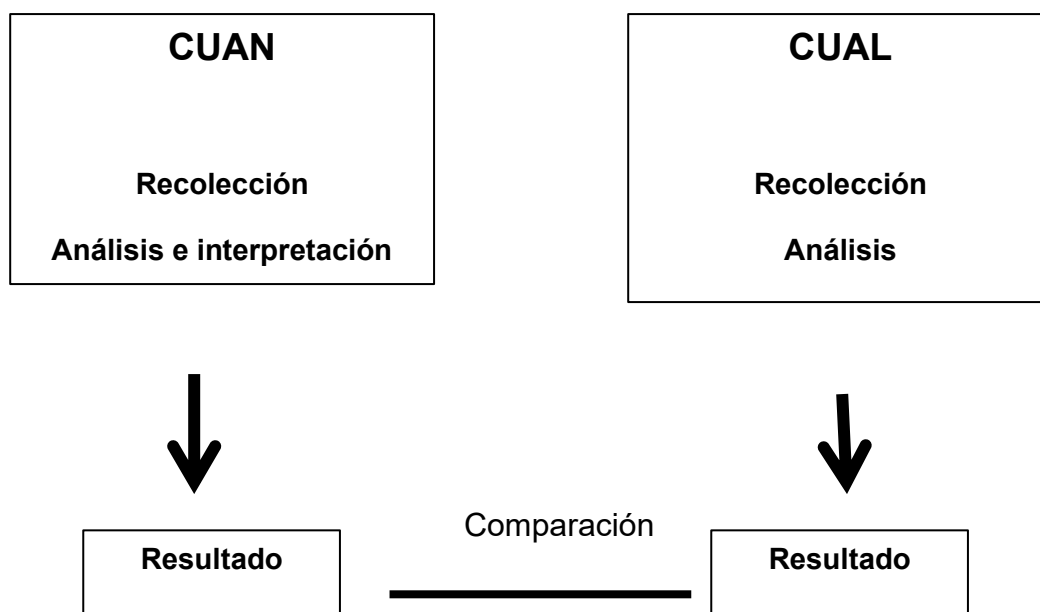 CUAN
Recolección
Análisis e interpretación
CUAL
Recolección
Análisis
Comparación
Resultado
Resultado